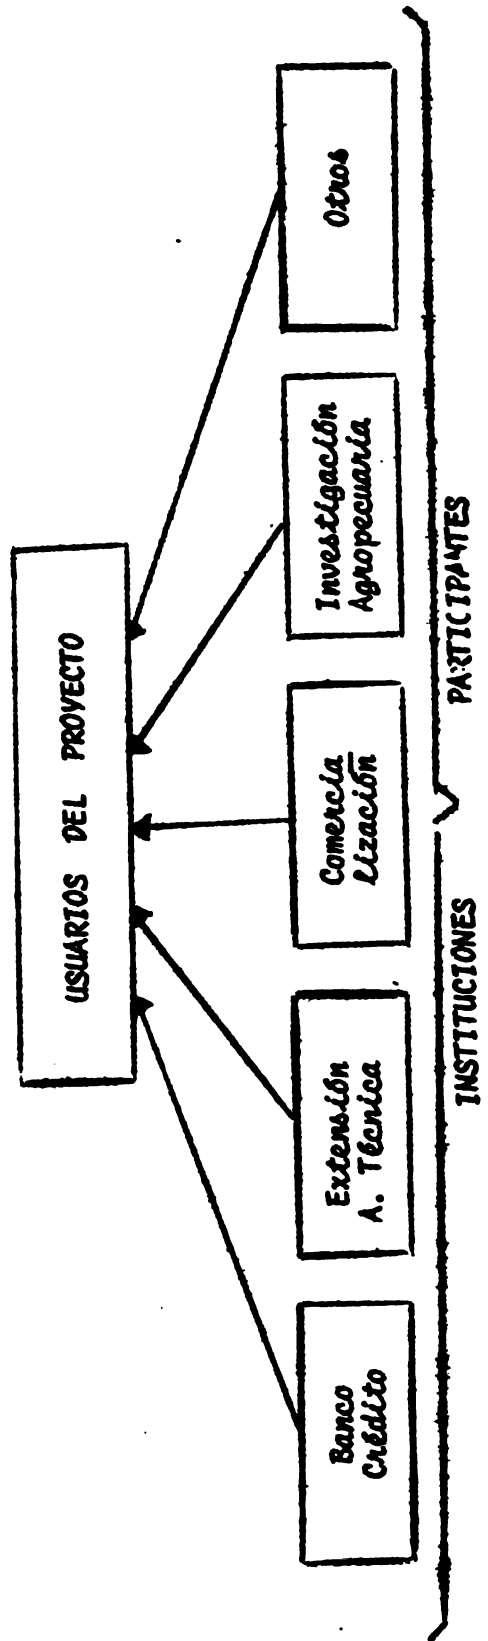 USUARIOS DEL PROYECTO
Banco
Crédito
Extensión
A. Técnica
Comercia
lización
Investigación
Agropecuaria
Otros
INSTITUCIONES PARTICIPANTES